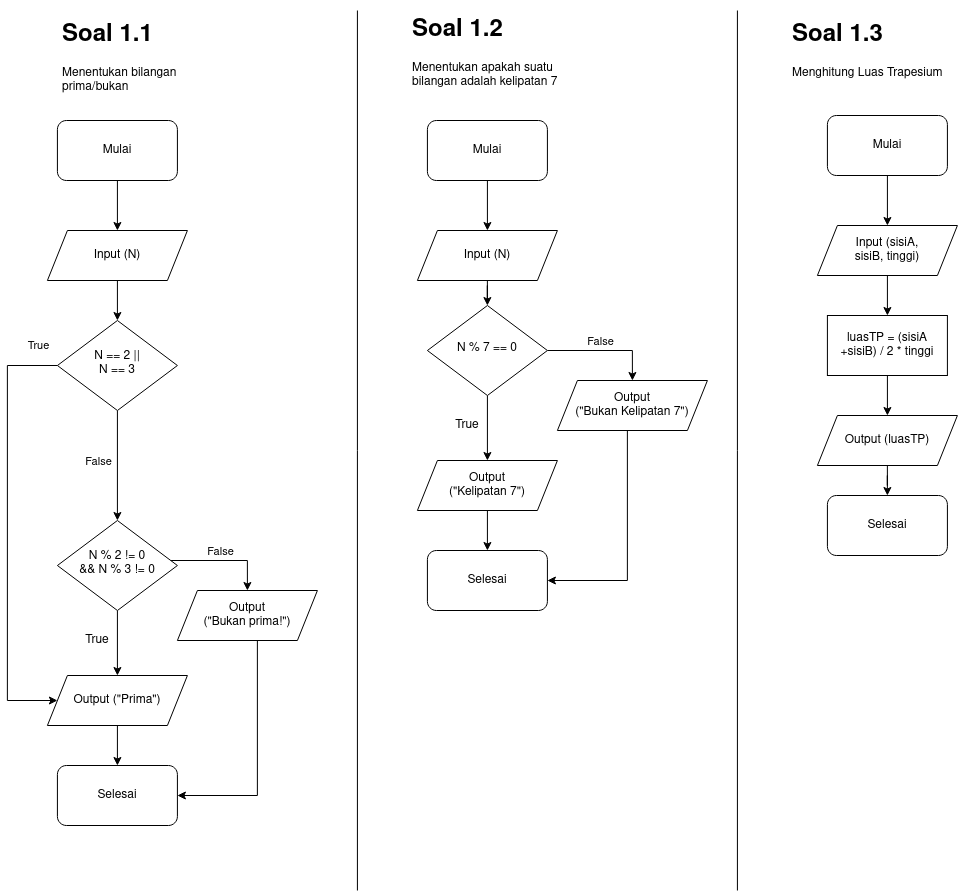 Soal 1.1
Menentukan bilangan
prima/bukan
Mulai
Input (N)
True
N == 2 ||
N == 3
False
N % 2 != 0
&& N % 3 != 0
False
Output
("Bukan prima!")
True
Output ("Prima")
Selesai
Soal 1.2
Menentukan apakah suatu
bilangan adalah kelipatan 7
Mulai
Input (N)
N % 7 == 0
False
Output
("Bukan Kelipatan 7")
True
Output
("Kelipatan 7")
Selesai
Soal 1.3
Menghitung Luas Trapesium
Mulai
Input (sisiA,
sisiB, tinggi)
luasTP = (sisiA
+sisiB) / 2 * tinggi
Output (luasTP)
Selesai